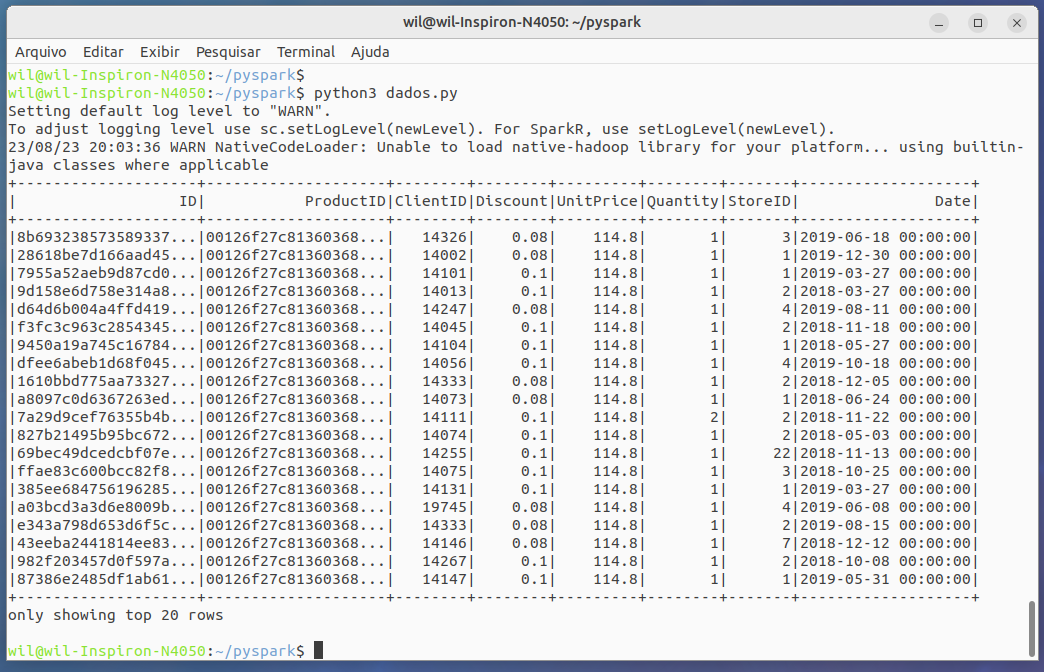 wil@wil-Inspiron-N4050: ~/pyspark
Arquivo Editar Exibir Pesquisar Terminal Ajuda
wil@wil-Inspiron-N4050:~/pyspark$
wil@wil-Inspiron-N4050:~/pyspark$ python3 dados.py
Setting default log level to "WARN".
To adjust logging level use sc.setLogLevel(newLevel). For SparkR, use setLogLevel(newLevel).
23/08/23 20:03:36 WARN NativeCodeLoader: Unable to load native-hadoop library for your platform... using builtin-
java classes where applicable
+--------------------+--------------------+--------+--------+---------+--------+-------+-------------------+
|                  ID|           ProductID|ClientID|Discount|UnitPrice|Quantity|StoreID|               Date|
+--------------------+--------------------+--------+--------+---------+--------+-------+-------------------+
|8b693238573589337...|00126f27c81360368...|   14326|    0.08|    114.8|       1|      3|2019-06-18 00:00:00|
|28618be7d166aad45...|00126f27c81360368...|   14002|    0.08|    114.8|       1|      1|2019-12-30 00:00:00|
|7955a52aeb9d87cd0...|00126f27c81360368...|   14101|     0.1|    114.8|       1|      1|2019-03-27 00:00:00|
|9d158e6d758e314a8...|00126f27c81360368...|   14013|     0.1|    114.8|       1|      2|2018-03-27 00:00:00|
|d64d6b004a4ffd419...|00126f27c81360368...|   14247|    0.08|    114.8|       1|      4|2019-08-11 00:00:00|
|f3fc3c963c2854345...|00126f27c81360368...|   14045|     0.1|    114.8|       1|      2|2018-11-18 00:00:00|
|9450a19a745c16784...|00126f27c81360368...|   14104|     0.1|    114.8|       1|      1|2018-05-27 00:00:00|
|dfee6abeb1d68f045...|00126f27c81360368...|   14056|     0.1|    114.8|       1|      4|2019-10-18 00:00:00|
|1610bbd775aa73327...|00126f27c81360368...|   14333|    0.08|    114.8|       1|      2|2018-12-05 00:00:00|
|a8097c0d6367263ed...|00126f27c81360368...|   14073|    0.08|    114.8|       1|      1|2018-06-24 00:00:00|
|7a29d9cef76355b4b...|00126f27c81360368...|   14111|     0.1|    114.8|       2|      2|2018-11-22 00:00:00|
|827b21495b95bc672...|00126f27c81360368...|   14074|     0.1|    114.8|       1|      2|2018-05-03 00:00:00|
|69bec49dcedcbf07e...|00126f27c81360368...|   14255|     0.1|    114.8|       1|     22|2018-11-13 00:00:00|
|ffae83c600bcc82f8...|00126f27c81360368...|   14075|     0.1|    114.8|       1|      3|2018-10-25 00:00:00|
|385ee684756196285...|00126f27c81360368...|   14131|     0.1|    114.8|       1|      1|2019-03-27 00:00:00|
|a03bcd3a3d6e8009b...|00126f27c81360368...|   19745|    0.08|    114.8|       1|      4|2019-06-08 00:00:00|
|e343a798d653d6f5c...|00126f27c81360368...|   14333|    0.08|    114.8|       1|      2|2019-08-15 00:00:00|
|43eeba2441814ee83...|00126f27c81360368...|   14146|    0.08|    114.8|       1|      7|2018-12-12 00:00:00|
|982f203457d0f597a...|00126f27c81360368...|   14267|     0.1|    114.8|       1|      2|2018-10-08 00:00:00|
|87386e2485df1ab61...|00126f27c81360368...|   14147|     0.1|    114.8|       1|      1|2019-05-31 00:00:00|
+--------------------+--------------------+--------+--------+---------+--------+-------+-------------------+
only showing top 20 rows
wil@wil-Inspiron-N4050:~/pyspark$